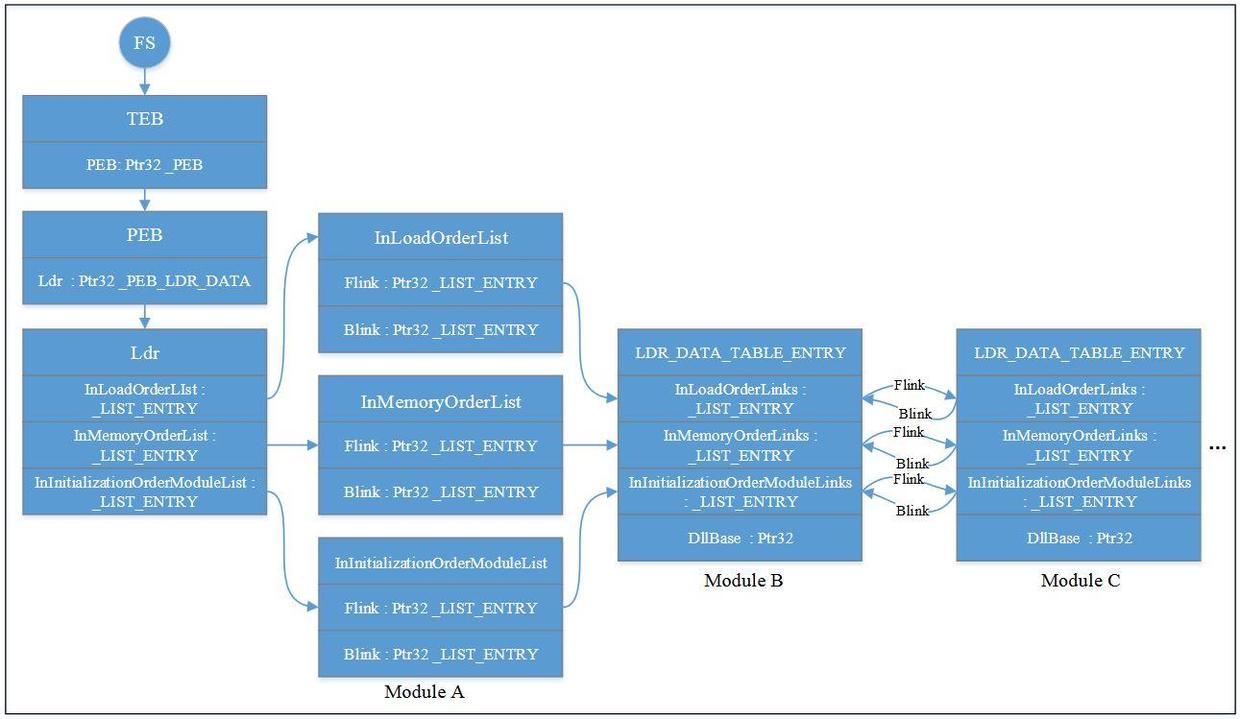 FS
TEB
PEB: Ptr32 _PEB
PEB
Ldr : Ptr32 _PEB_LDR_DATA
Ldr
InLoadOrderLIst :
_LIST_ENTRY
InMemoryOrderList :
_LIST_ENTRY
InInitializationOrderModuleList :
_LIST_ENTRY
InLoadOrderList
Flink : Ptr32 _LIST_ENTRY
Blink : Ptr32 _LIST_ENTRY
InMemoryOrderList
Flink : Ptr32 _LIST_ENTRY
Blink : Ptr32 _LIST_ENTRY
InInitializationOrderModuleList
Flink : Ptr32 _LIST_ENTRY
Blink : Ptr32 _LIST_ENTRY
Module A
LDR_DATA_TABLE_ENTRY
InLoadOrderLinks :
_LIST_ENTRY
InMemoryOrderLinks :
_LIST_ENTRY
InInitializationOrderModuleLinks
: _LIST_ENTRY
DllBase : Ptr32
Module B
Flink
Blink
Flink
Blink
Flink
Blink
LDR_DATA_TABLE_ENTRY
InLoadOrderLinks :
_LIST_ENTRY
InMemoryOrderLinks :
_LIST_ENTRY
InInitializationOrderModuleLinks
: _LIST_ENTRY
DllBase : Ptr32
Module C
...